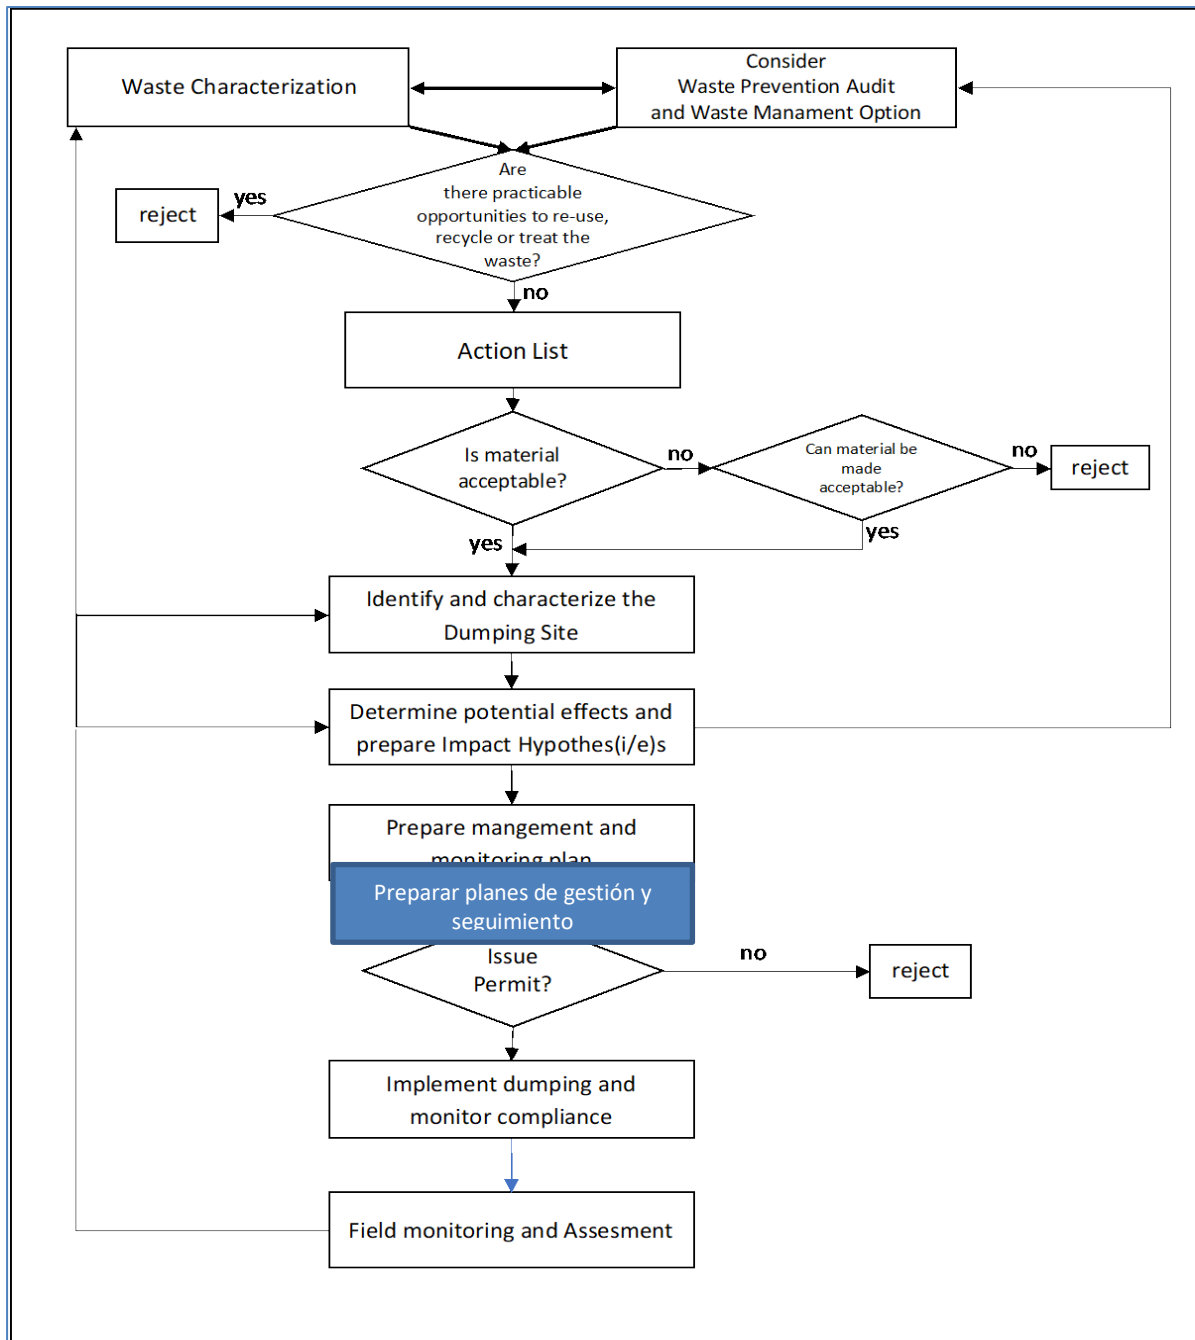 Waste Characterization
Consider
Waste Prevention Audit
and Waste Manament Option
Are
there practicable
opportunities to re-use,
recycle or treat the
waste?
yes
reject
no
Action List
Is material
acceptable?
no
Can material be
made
acceptable?
no
reject
yes
yes
Identify and characterize the
Dumping Site
Determine potential effects and
prepare Impact Hypothes(i/e)s
Prepare mangement and
monitoring plan
Preparar planes de gestión y
seguimiento
Issue
Permit?
no
reject
Implement dumping and
monitor compliance
Field monitoring and Assesment